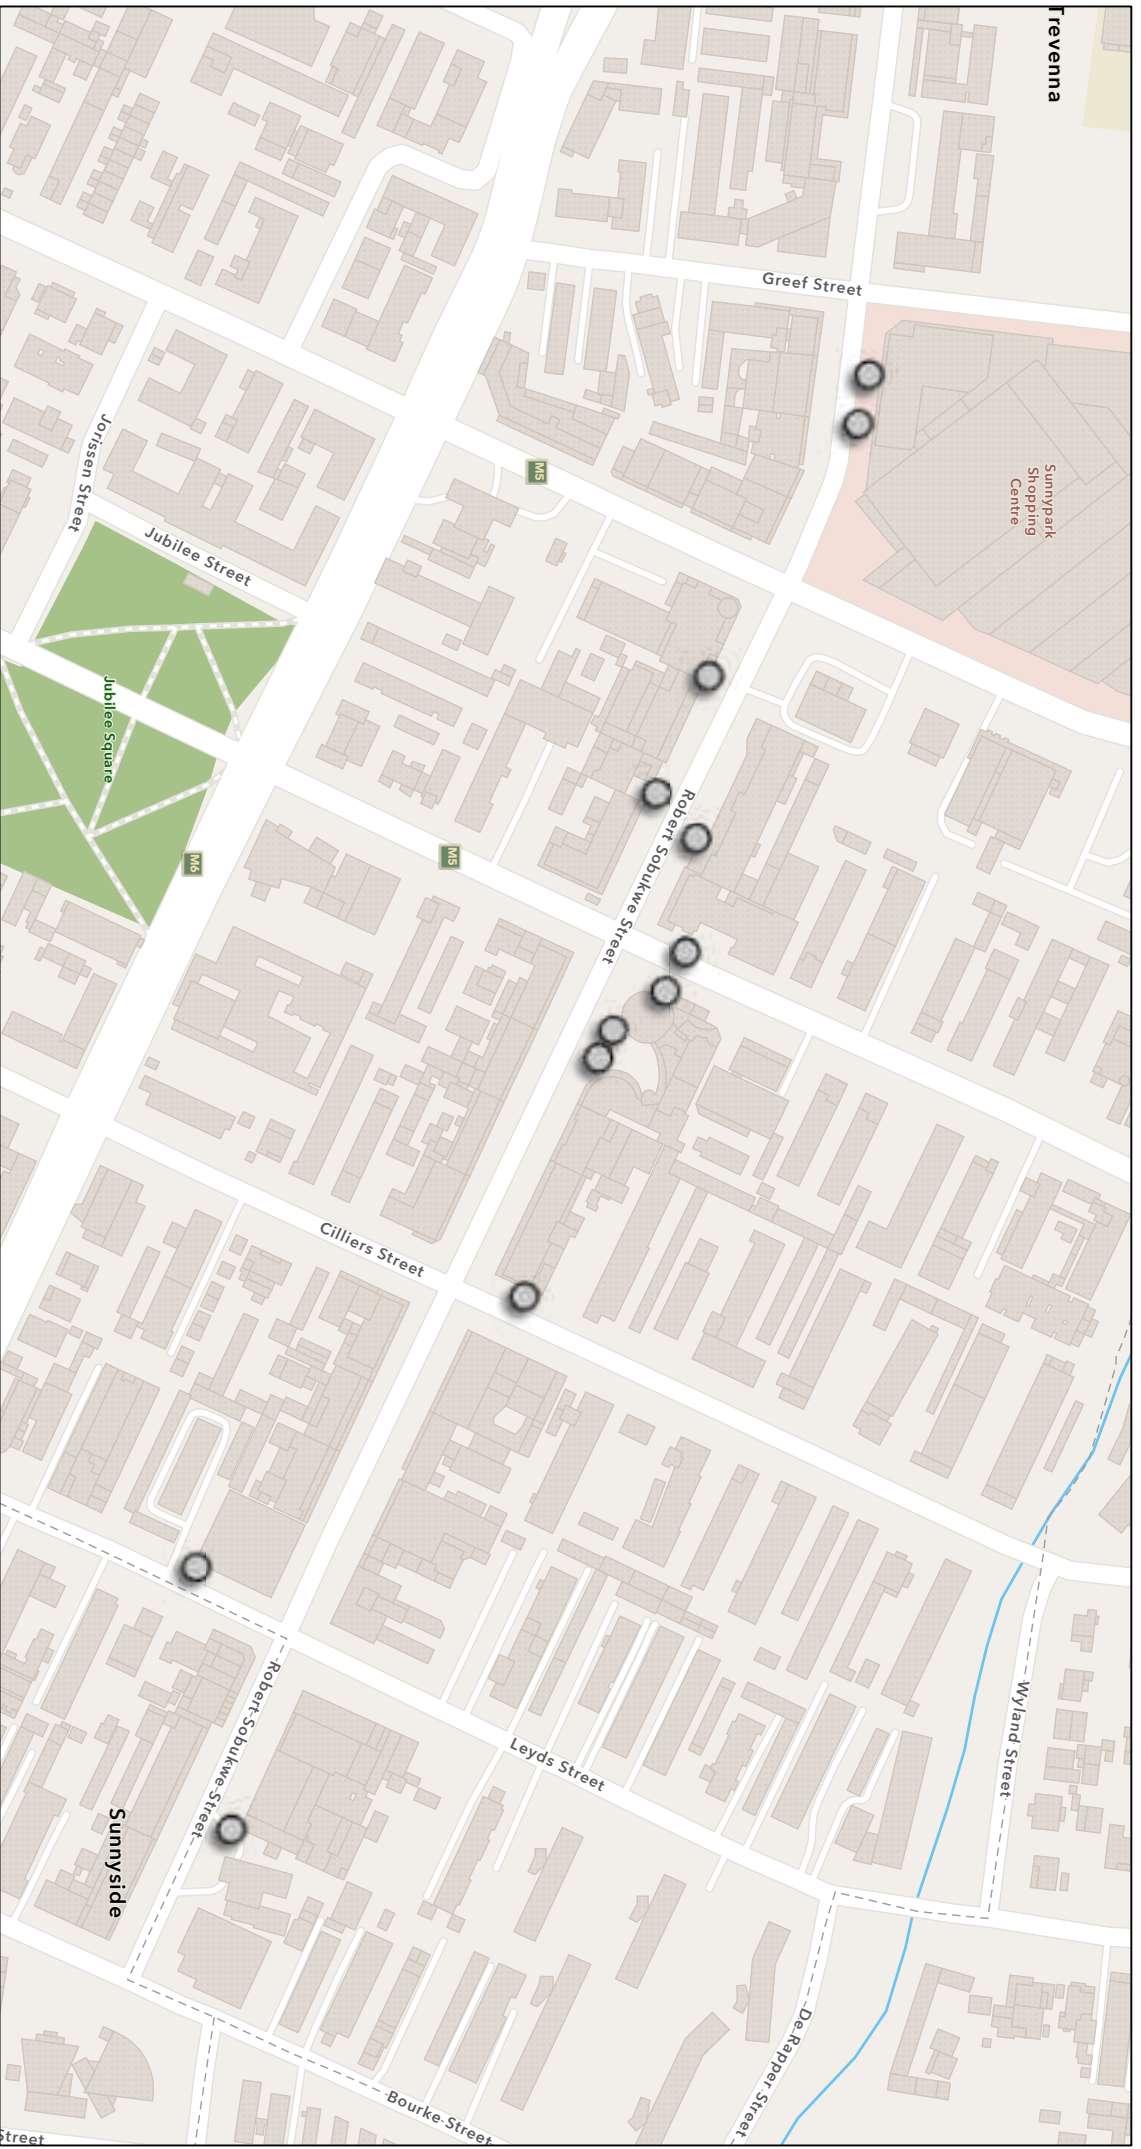 Trevenna
Greef Street
Sunnypark
Shopping
Centre
M5
Jorissen Street
Jubilee Street
Jubilee Square
M6
M5
Robert Sobukwe Street
Cilliers Street
Robert Sobukwe Street
Leyds Street
Wyland Street
Sunnyside
De Rapper Street
Bourke Street
Street